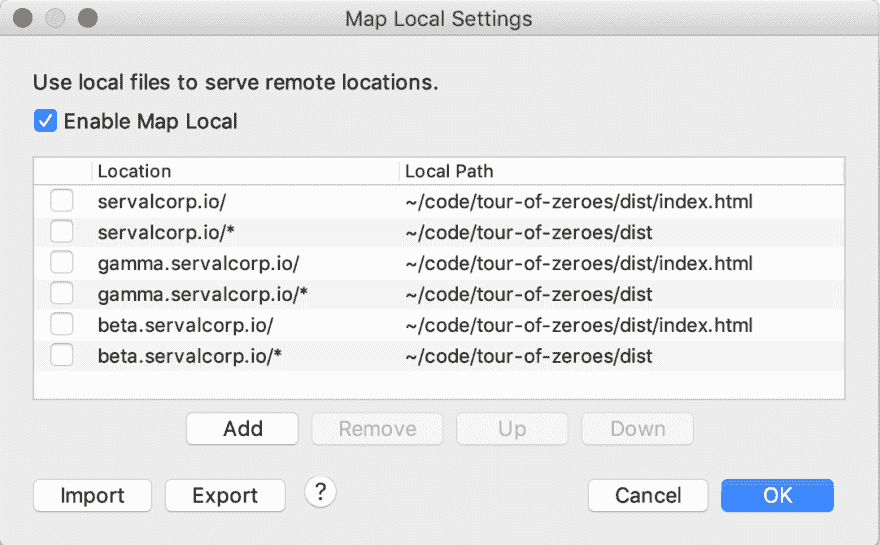 Map Local Settings
Use local files to serve remote locations.
Enable Map Local
Location Local Path
servalcorp.io/ ~/code/tour-of-zeroes/dist/index.html
servalcorp.io/* ~/code/tour-of-zeroes/dist
gamma.servalcorp.io/ ~/code/tour-of-zeroes/dist/index.html
gamma.servalcorp.io/* ~/code/tour-of-zeroes/dist
beta.servalcorp.io/ ~/code/tour-of-zeroes/dist/index.html
beta.servalcorp.io/* ~/code/tour-of-zeroes/dist
Add Remove Up Down
Import Export ? Cancel OK